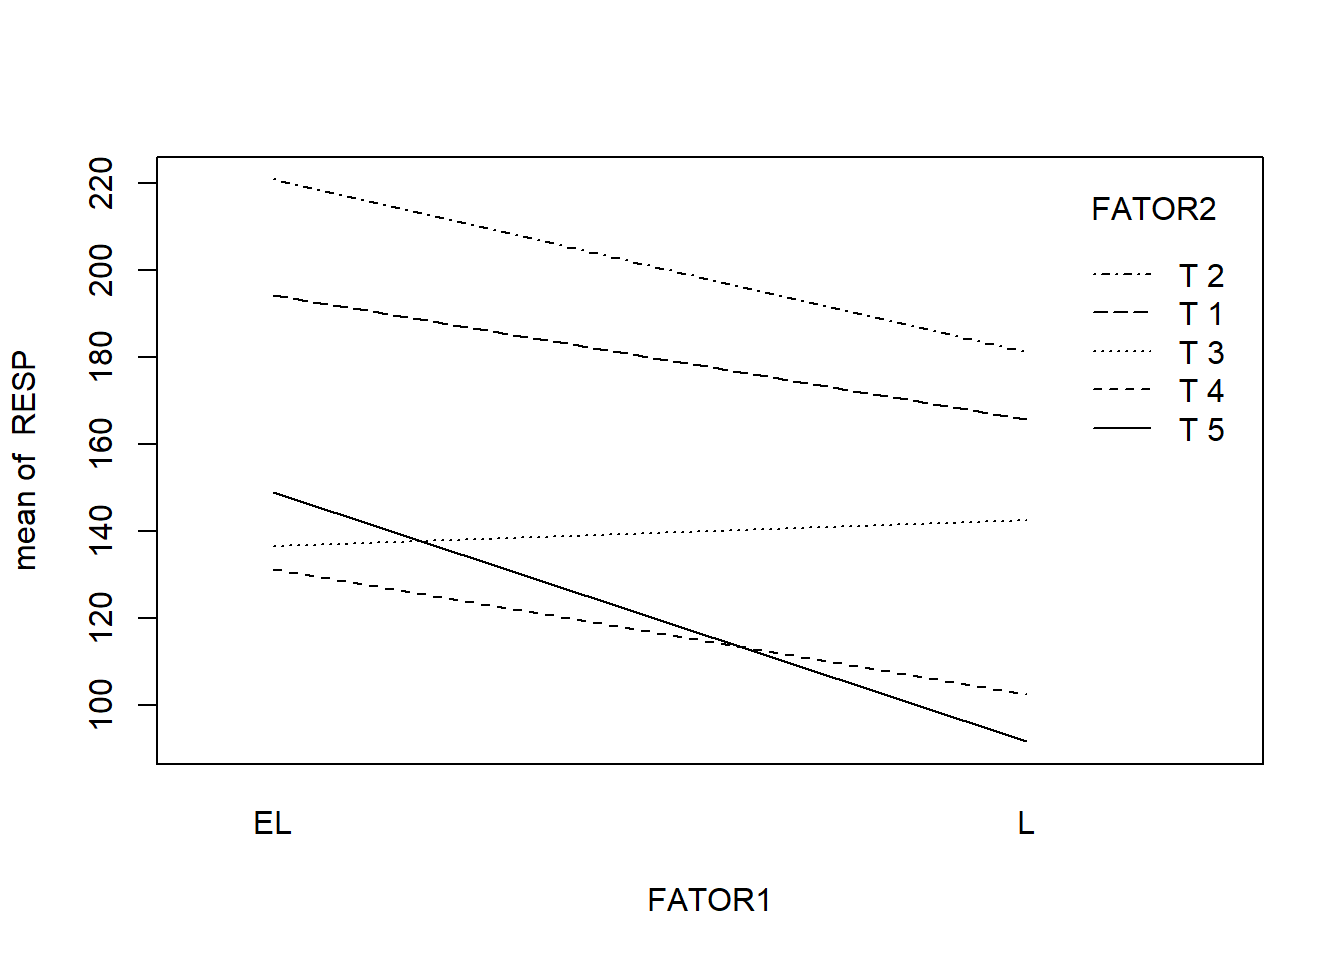 220
200
180
160
140
120
100
mean of RESP
FATOR2
T 2
T 1
T 3
T 4
T 5
EL
L
FATOR1